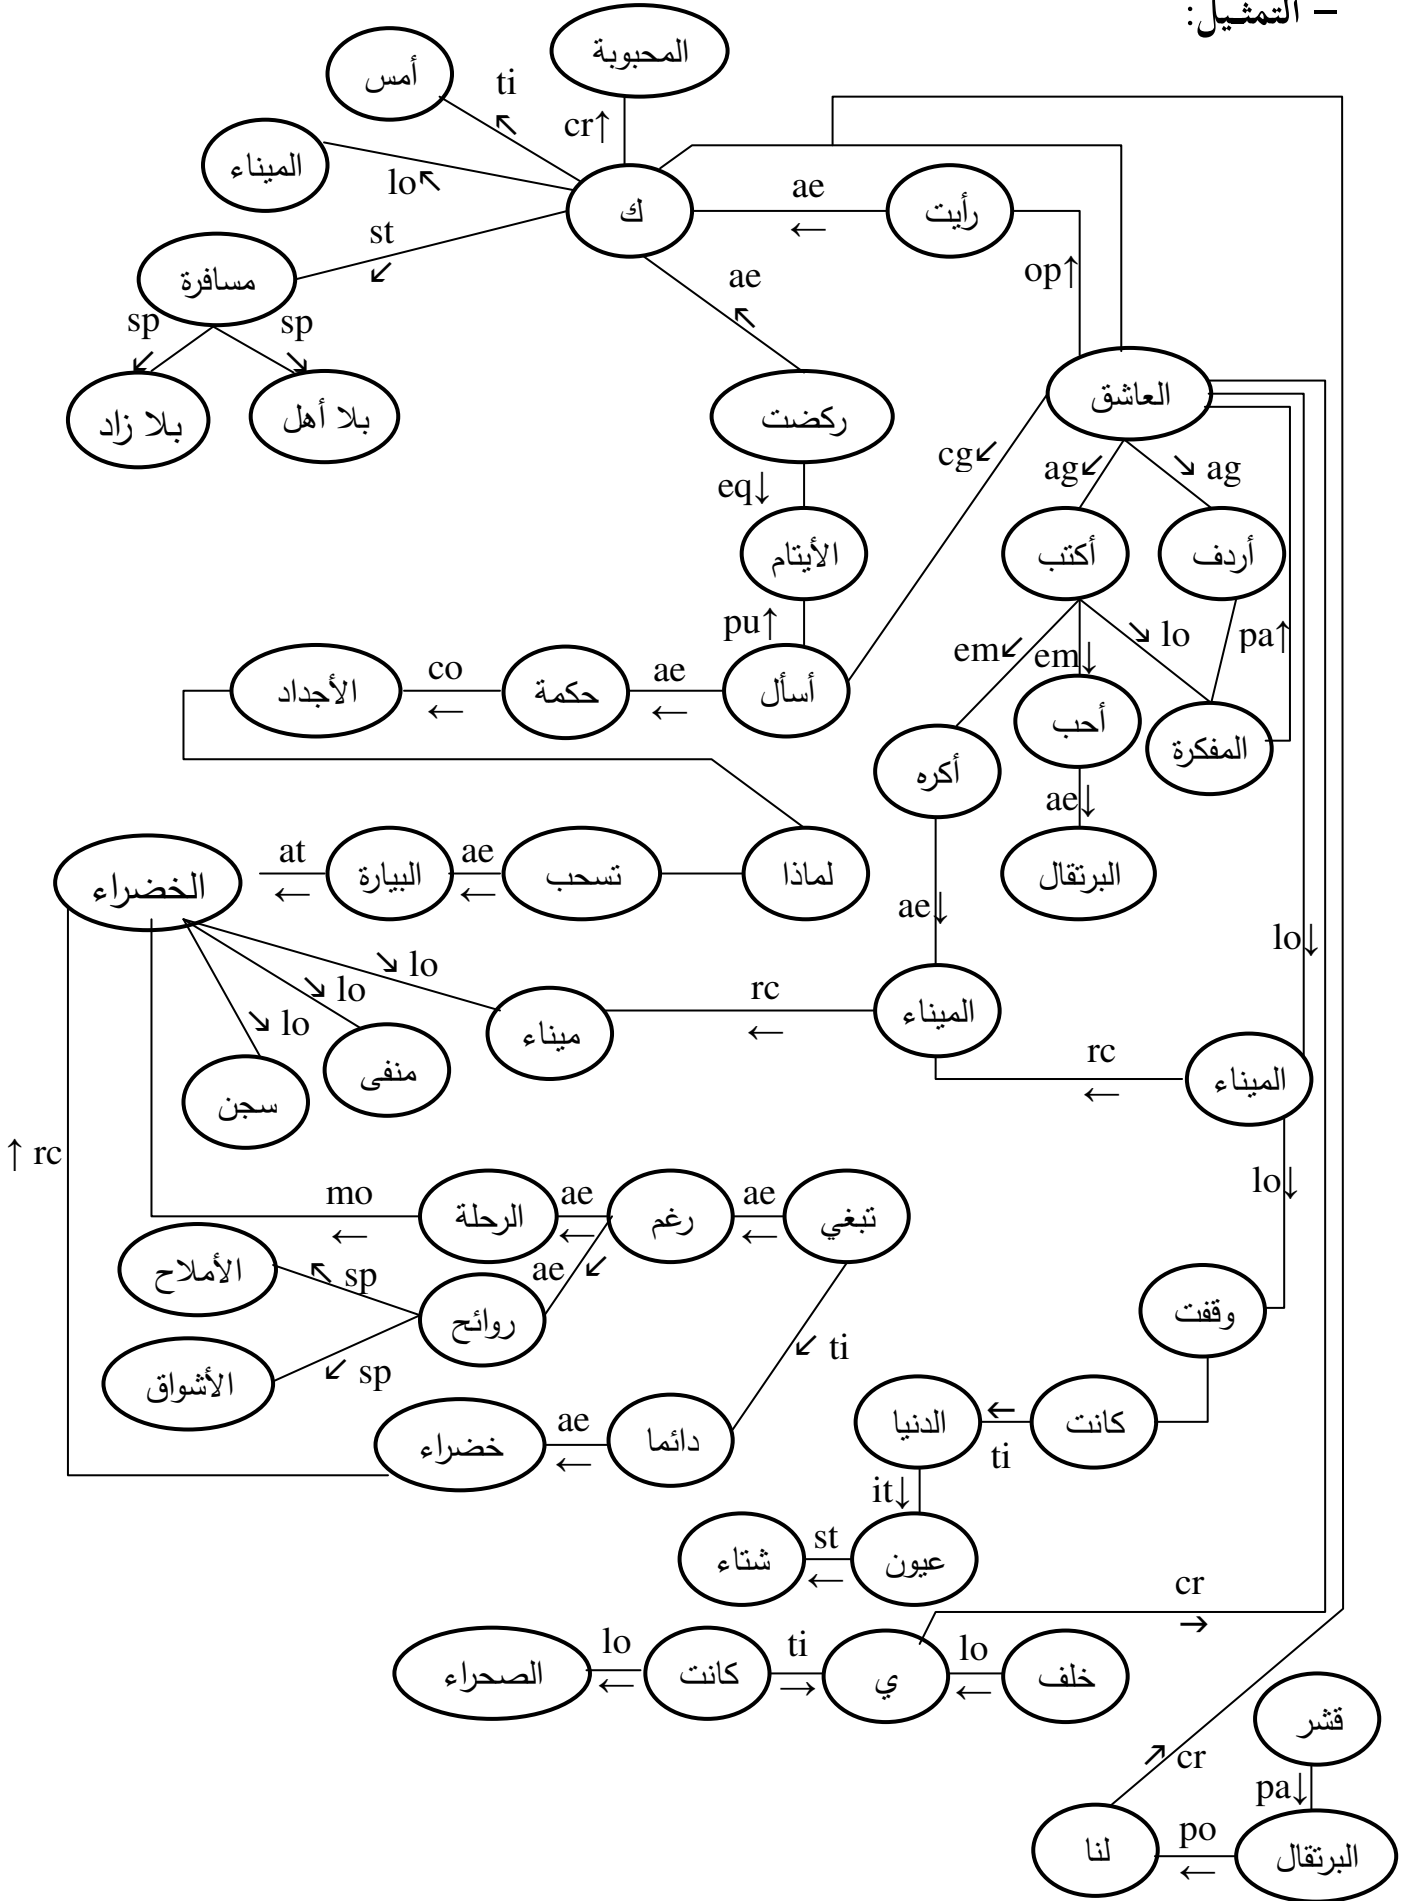 – التمثيل:
المحبوبة
أمس
ti
cr↑
الميناء
lo↖
ك
ae
←
رأيت
st
↙
ae
↖
op↑
مسافرة
sp
sp
بلا زاد
بلا أهل
ركضت
العاشق
cg↙
ag↙
↘ ag
eq↓
الأيتام
أكتب
أردف
pu↑
em↙
em↓
↘ lo
pa↑
الأجداد
co
←
حكمة
ae
←
أسأل
أحب
المفكرة
أكره
ae↓
البرتقال
الخضراء
at
←
البيارة
ae
←
تسحب
لماذا
ae↓
lo↓
↘ lo
↘ lo
↘ lo
ميناء
rc
←
الميناء
منفى
سجن
rc
←
الميناء
↑ rc
lo↓
mo
←
الرحلة
ae
←
رغم
ae
←
تبغي
الأملاح
↖ sp
ae ↙
روائح
وقفت
الأشواق
↙ sp
↙ ti
خضراء
ae
←
دائما
الدنيا
←
ti
كانت
it↓
شتاء
st
←
عيون
cr
→
الصحراء
lo
←
كانت
ti
→
ي
lo
←
خلف
قشر
↗ cr
pa↓
لنا
po
←
البرتقال